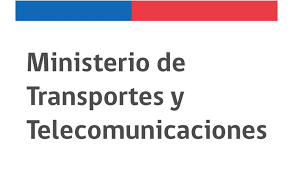 Ministerio de
Transportes y
Telecomunicaciones